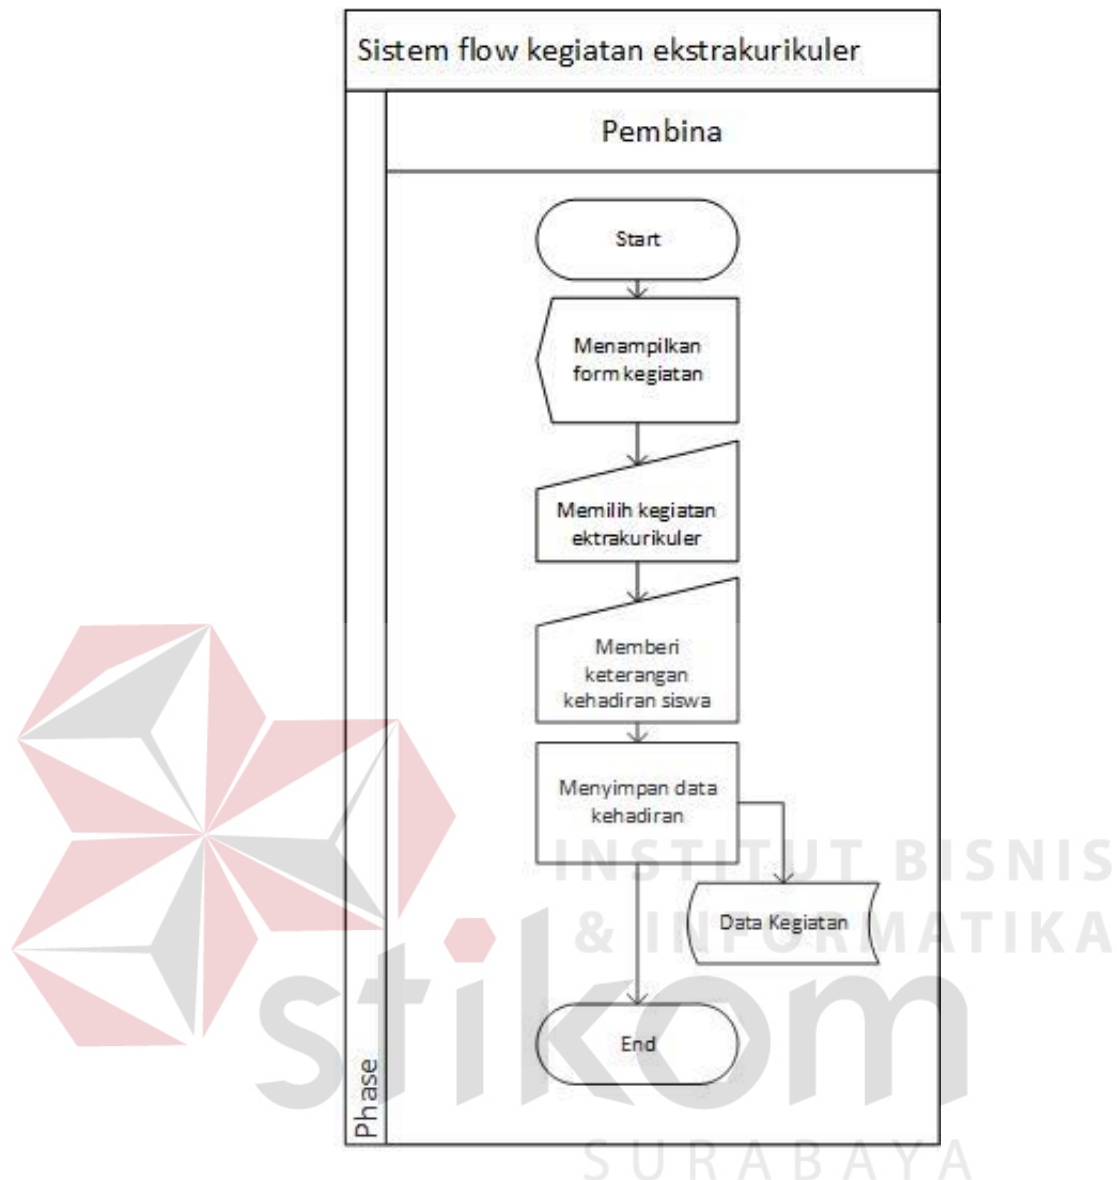 Sistem flow kegiatan ekstrakurikuler
Pembina
Start
Menampilkan
form kegiatan
Memilih kegiatan
ektrakurikuler
Memberi
keterangan
kehadiran siswa
Menyimpan data
kehadiran
Data Kegiatan
End
Phase
INSTITUT BISNIS
& INFORMATIKA
stikom
SURABAYA